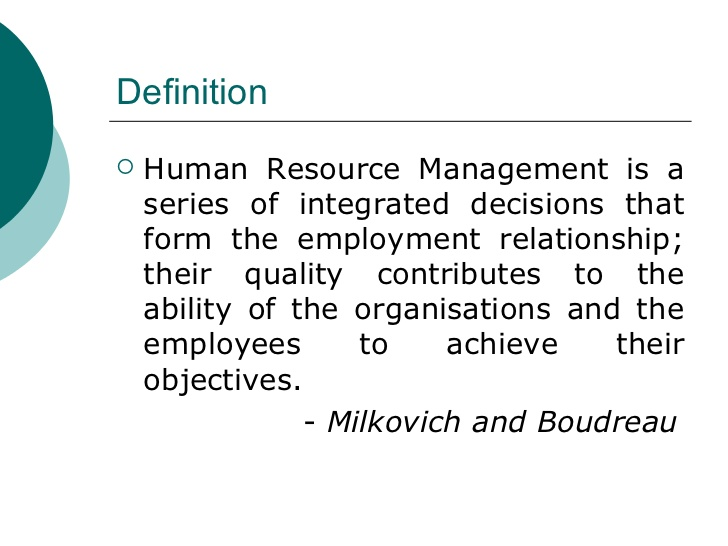 Definition
Human Resource Management is a
series of integrated decisions that
form the employment relationship;
their quality contributes to the
ability of the organisations and the
employees to achieve their
objectives.
- Milkovich and Boudreau